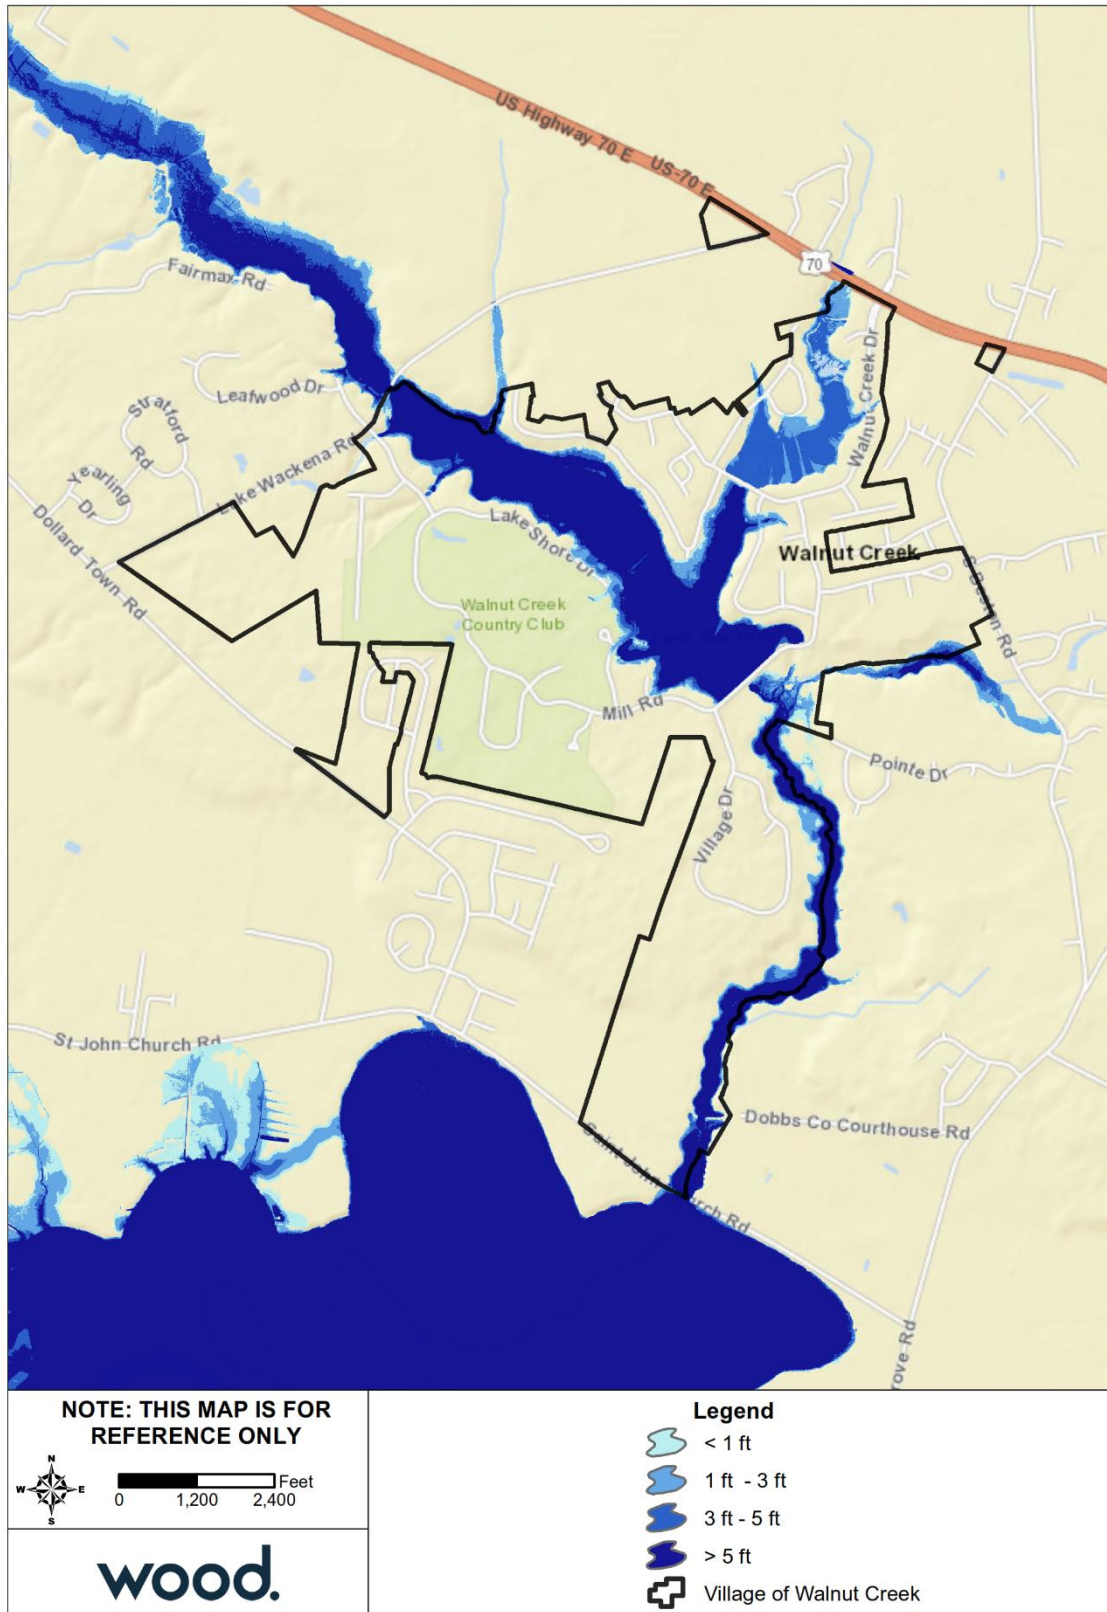 US Highway 70 E
US-70 E
70
Fairmax Rd
Leafwood Dr
Stratford
Rd
Yearling
Dr
Lake Wackena Rd
Dollard Town Rd
Lake Shore Dr
Walnut Creek Dr
Walnut Creek
Walnut Creek
Country Club
S Beston Rd
Mill Rd
Pointe Dr
Village Dr
St John Church Rd
Dobbs Co Courthouse Rd
rove Rd
NOTE: THIS MAP IS FOR
REFERENCE ONLY
N
W E
S
Feet
0 1,200 2,400
wood.
Legend
< 1 ft
1 ft - 3 ft
3 ft - 5 ft
> 5 ft
Village of Walnut Creek